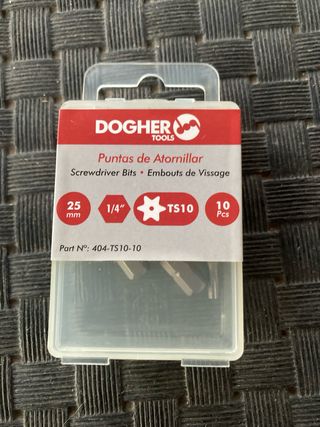 DOGHER
TOOLS
Puntas de Atornillar
Screwdriver Bits • Embouts de Vissage
25 mm 1/4" TS10 10 Pcs
Part Nº: 404-TS10-10